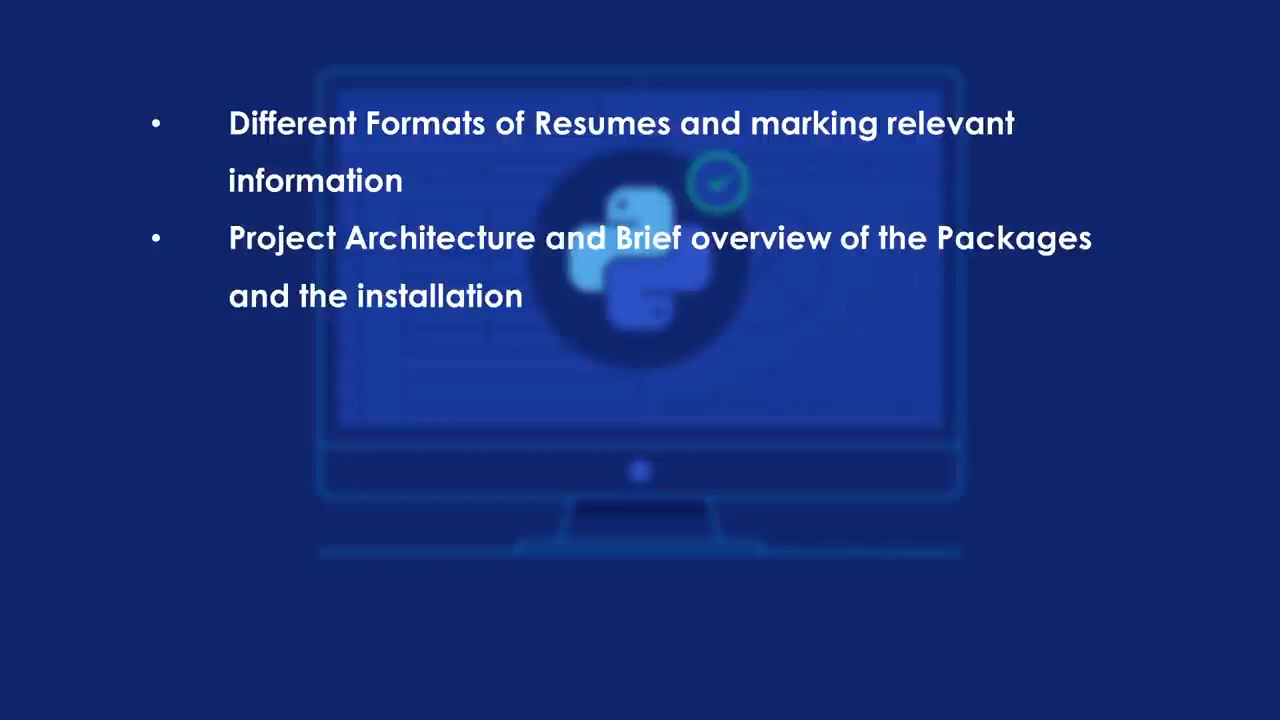 • Different Formats of Resumes and marking relevant
information
• Project Architecture and Brief overview of the Packages
and the installation